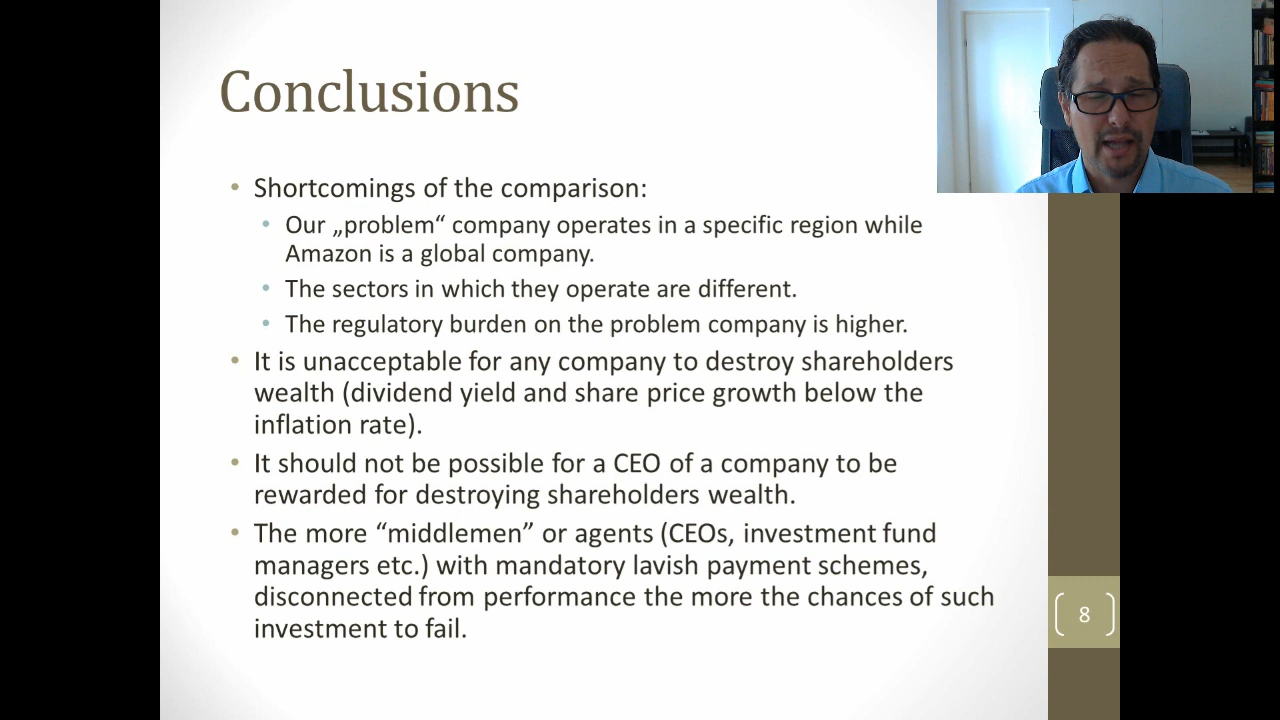 Conclusions
• Shortcomings of the comparison:
• Our „problem“ company operates in a specific region while
Amazon is a global company.
• The sectors in which they operate are different.
• The regulatory burden on the problem company is higher.
• It is unacceptable for any company to destroy shareholders
wealth (dividend yield and share price growth below the
inflation rate).
• It should not be possible for a CEO of a company to be
rewarded for destroying shareholders wealth.
• The more “middlemen” or agents (CEOs, investment fund
managers etc.) with mandatory lavish payment schemes,
disconnected from performance the more the chances of such
investment to fail.
8